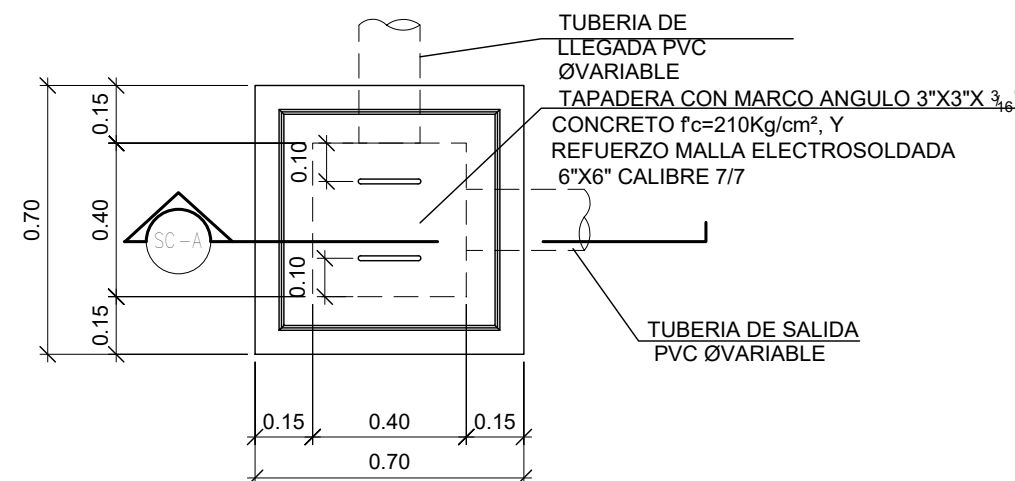 TUBERIA DE
LLEGADA PVC
ØVARIABLE
TAPADERA CON MARCO ANGULO 3"X3"X 3/16"
CONCRETO f'c=210Kg/cm², Y
REFUERZO MALLA ELECTROSOLDADA
6"X6" CALIBRE 7/7
0.15
0.10
0.70
0.40
SC-A
0.10
0.15
TUBERIA DE SALIDA
PVC ØVARIABLE
0.15 0.40 0.15
0.70